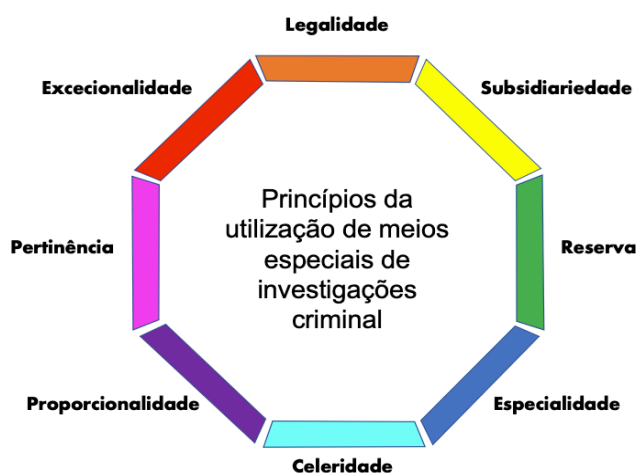 Legalidade
Excecionalidade
Subsidiariedade
Princípios da
utilização de meios
especiais de
investigações
criminal
Pertinência
Reserva
Proporcionalidade
Especialidade
Celeridade